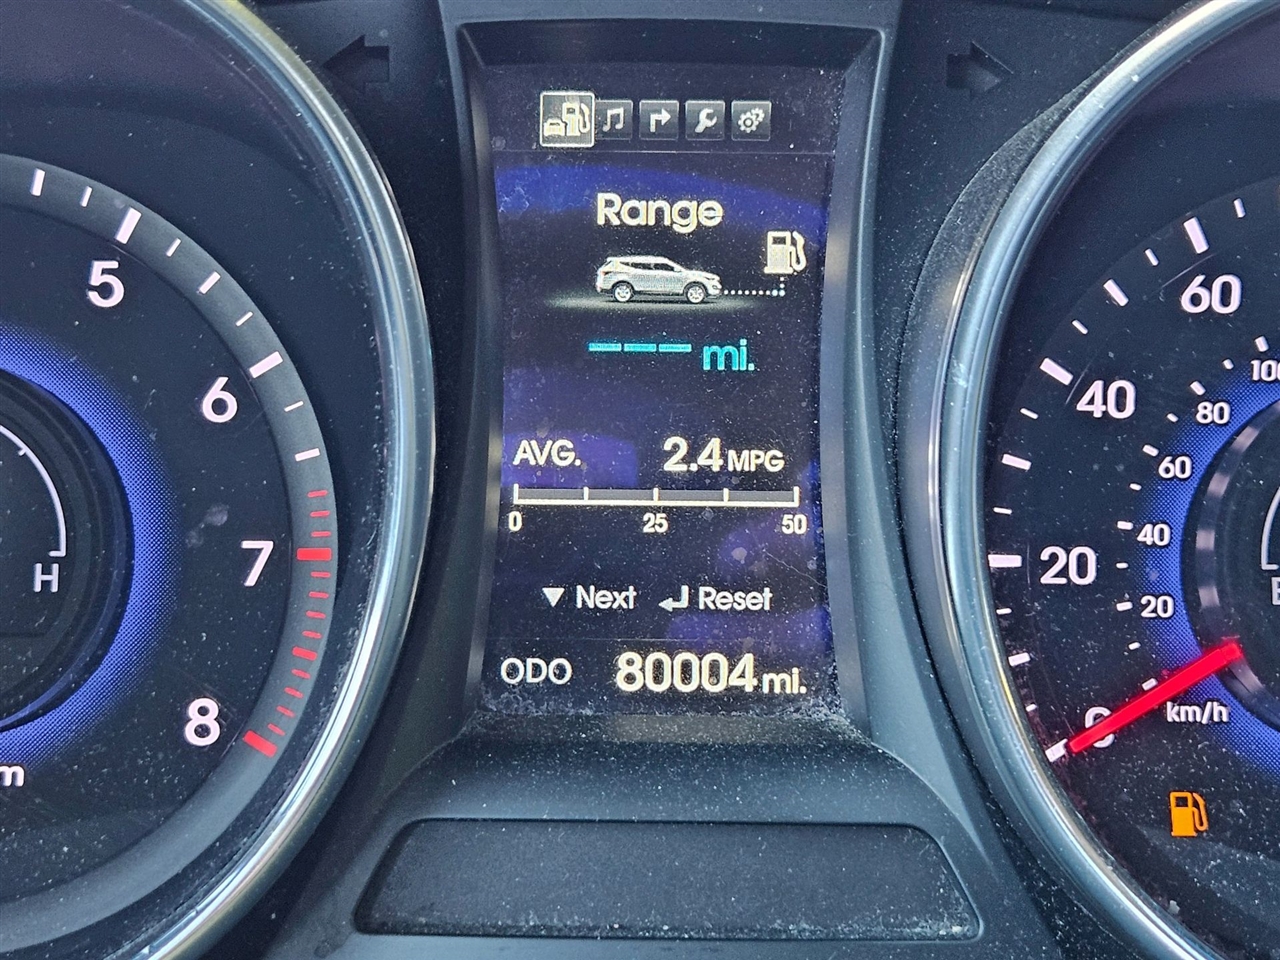 Range
--- mi.
AVG. 2.4 MPG
0 25 50
▼ Next ↲ Reset
ODO 80004 mi.
5
6
7
8
H
60
40
20
0
100
80
60
40
20
km/h